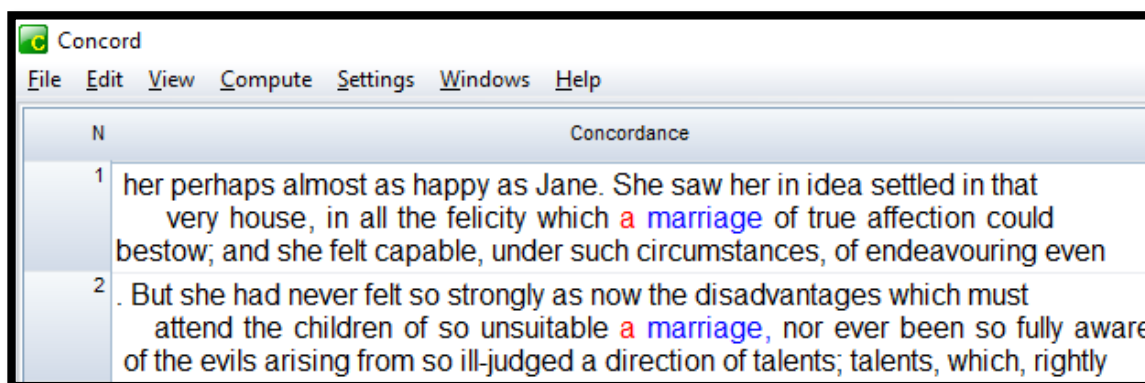 Concord
File Edit View Compute Settings Windows Help
N Concordance
1 her perhaps almost as happy as Jane. She saw her in idea settled in that
very house, in all the felicity which a marriage of true affection could
bestow; and she felt capable, under such circumstances, of endeavouring even
2 . But she had never felt so strongly as now the disadvantages which must
attend the children of so unsuitable a marriage, nor ever been so fully aware
of the evils arising from so ill-judged a direction of talents; talents, which, rightly